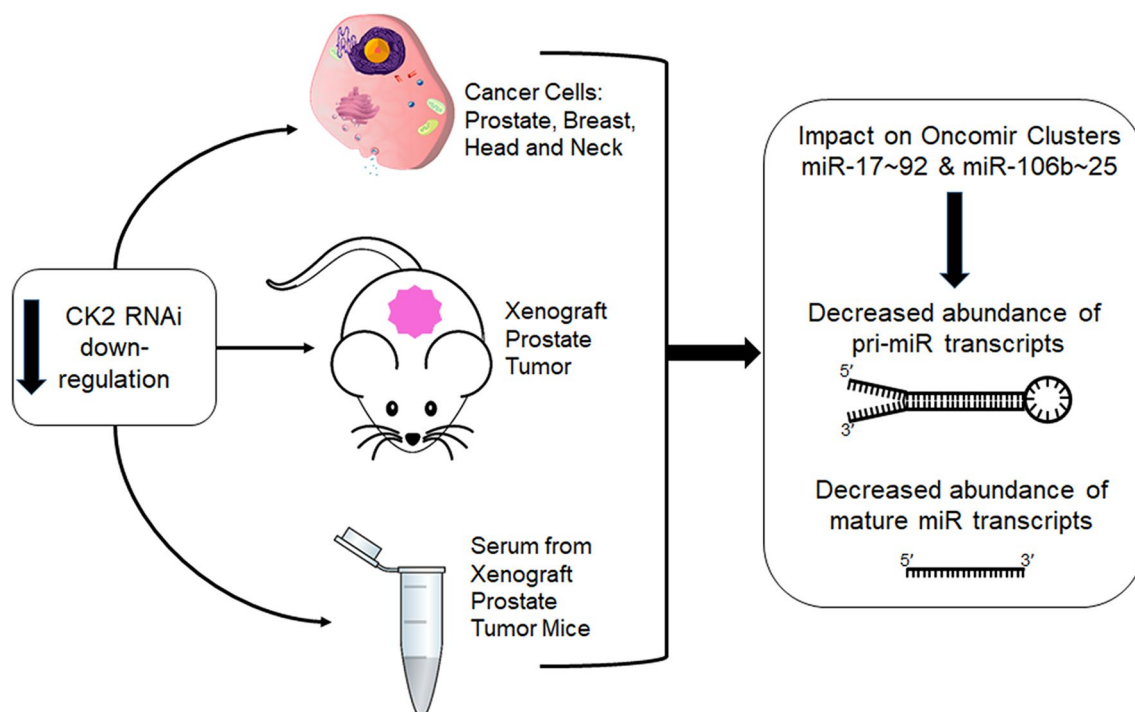 CK2 RNAi
down-
regulation
Cancer Cells:
Prostate, Breast,
Head and Neck
Xenograft
Prostate
Tumor
Serum from
Xenograft
Prostate
Tumor Mice
Impact on Oncomir Clusters
miR-17~92 & miR-106b~25
Decreased abundance of
pri-miR transcripts
5’
3’
Decreased abundance of
mature miR transcripts
5’ 3’